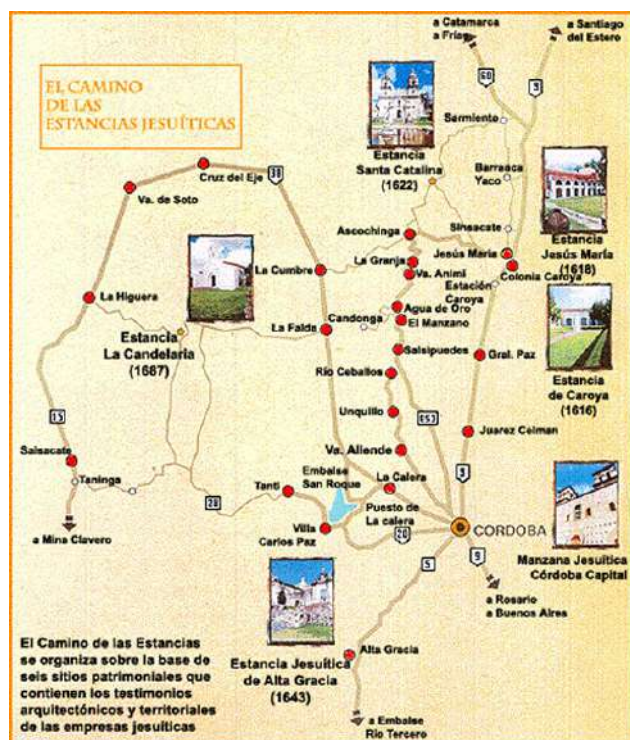 EL CAMINO
DE LAS
ESTANCIAS JESUÍTICAS
a Catamarca
a Frías
a Santiago
del Estero
60
9
Sarmiento
Estancia
Santa Catalina
(1622)
Barranca
Yaco
Cruz del Eje
38
Va. de Soto
Ascochinga
Sinsacate
Jesús María
Estancia
Jesús María
(1618)
La Granja
Colonia Caroya
La Cumbre
Va. Animi
Estación
Caroya
La Higuera
Agua de Oro
Candonga
El Manzano
La Falda
Estancia
La Candelaria
(1687)
Salsipuedes
Gral. Paz
Río Ceballos
Estancia
de Caroya
(1616)
15
Unquillo
E53
Juarez Celman
Va. Allende
Salsacate
Taninga
Embalse
San Roque
La Calera
9
Tanti
28
Puesto de
La calera
CORDOBA
Manzana Jesuítica
Córdoba Capital
a Mina Clavero
Villa
Carlos Paz
20
5
9
a Rosario
a Buenos Aires
El Camino de las Estancias
se organiza sobre la base de
seis sitios patrimoniales que
contienen los testimonios
arquitectónicos y territoriales
de las empresas jesuíticas
Estancia Jesuítica
de Alta Gracia
(1643)
Alta Gracia
a Embalse
Río Tercero